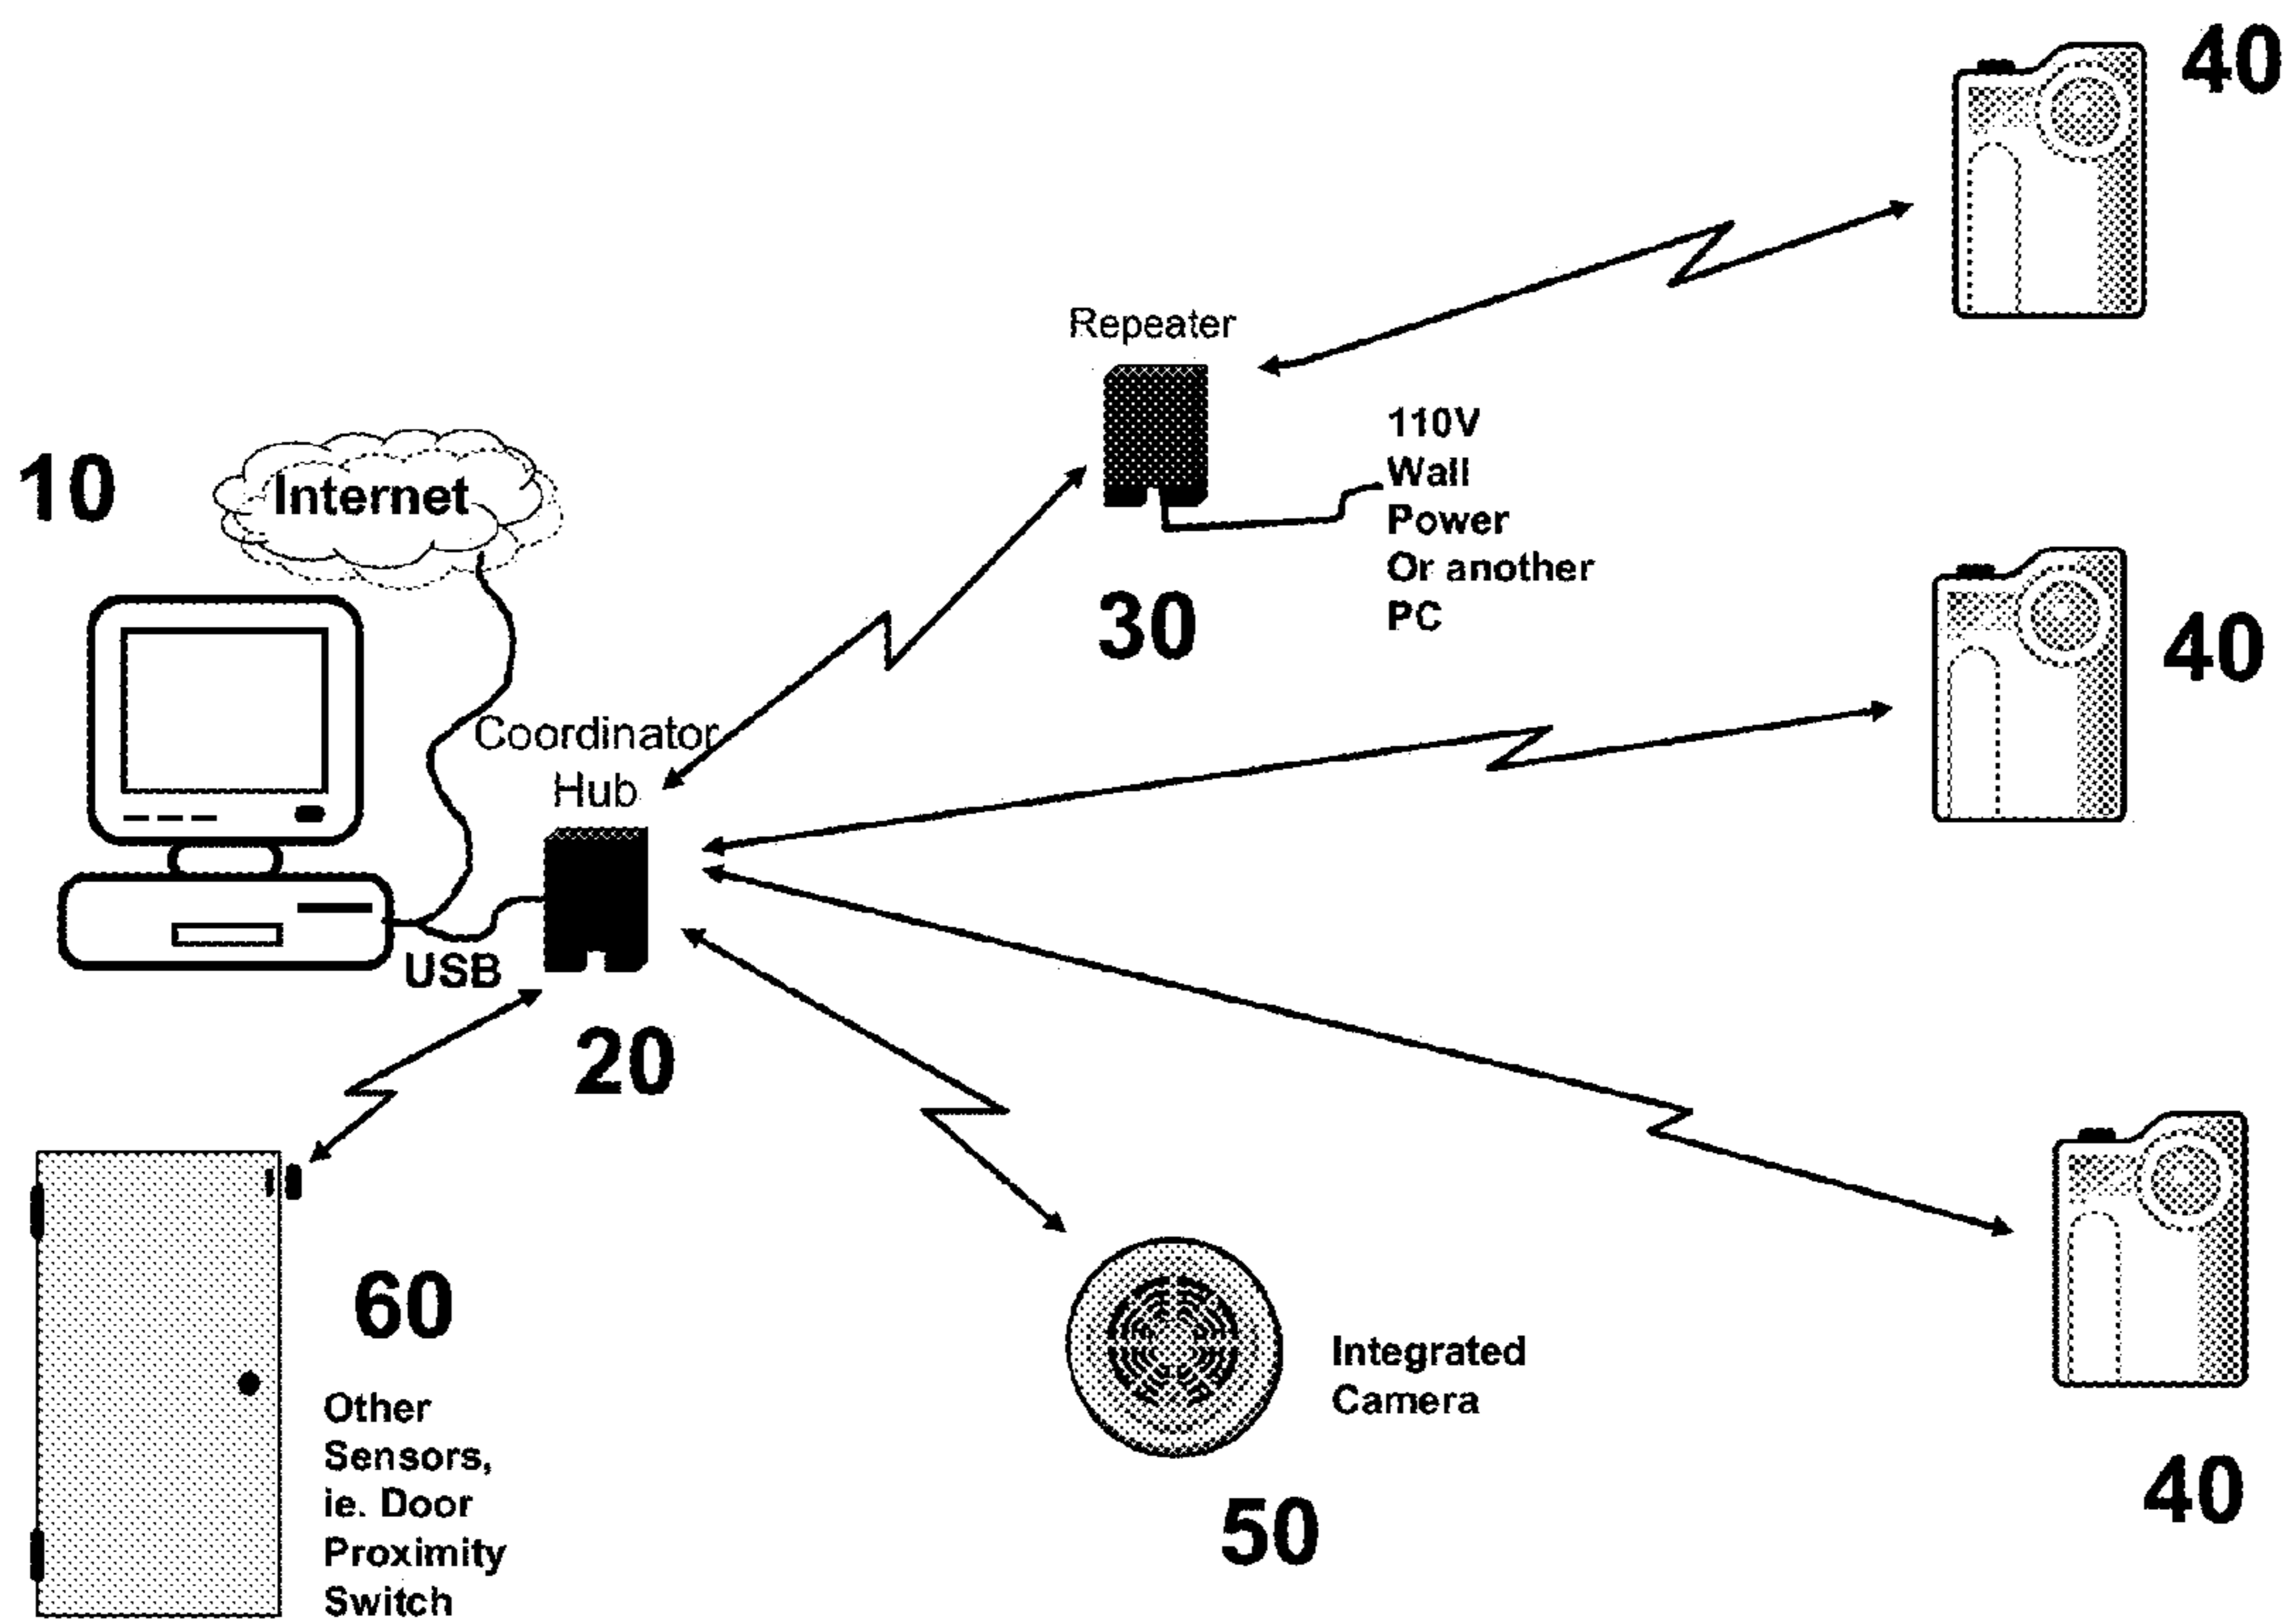 40
Repeater
110V
Wall
Power
Or another
PC
10
Internet
30
40
Coordinator
Hub
USB
20
60
Other
Sensors,
ie. Door
Proximity
Switch
Integrated
Camera
50
40